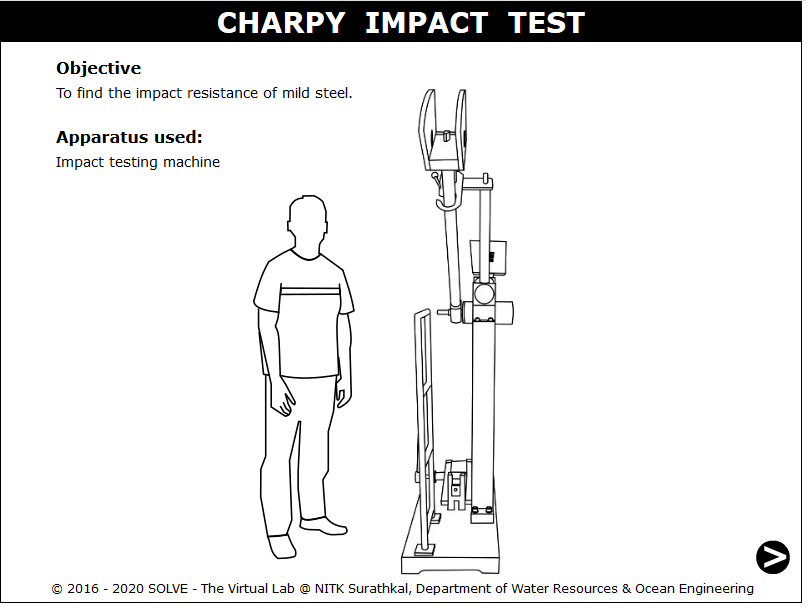 CHARPY IMPACT TEST
Objective
To find the impact resistance of mild steel.
Apparatus used:
Impact testing machine
© 2016 - 2020 SOLVE - The Virtual Lab @ NITK Surathkal, Department of Water Resources & Ocean Engineering